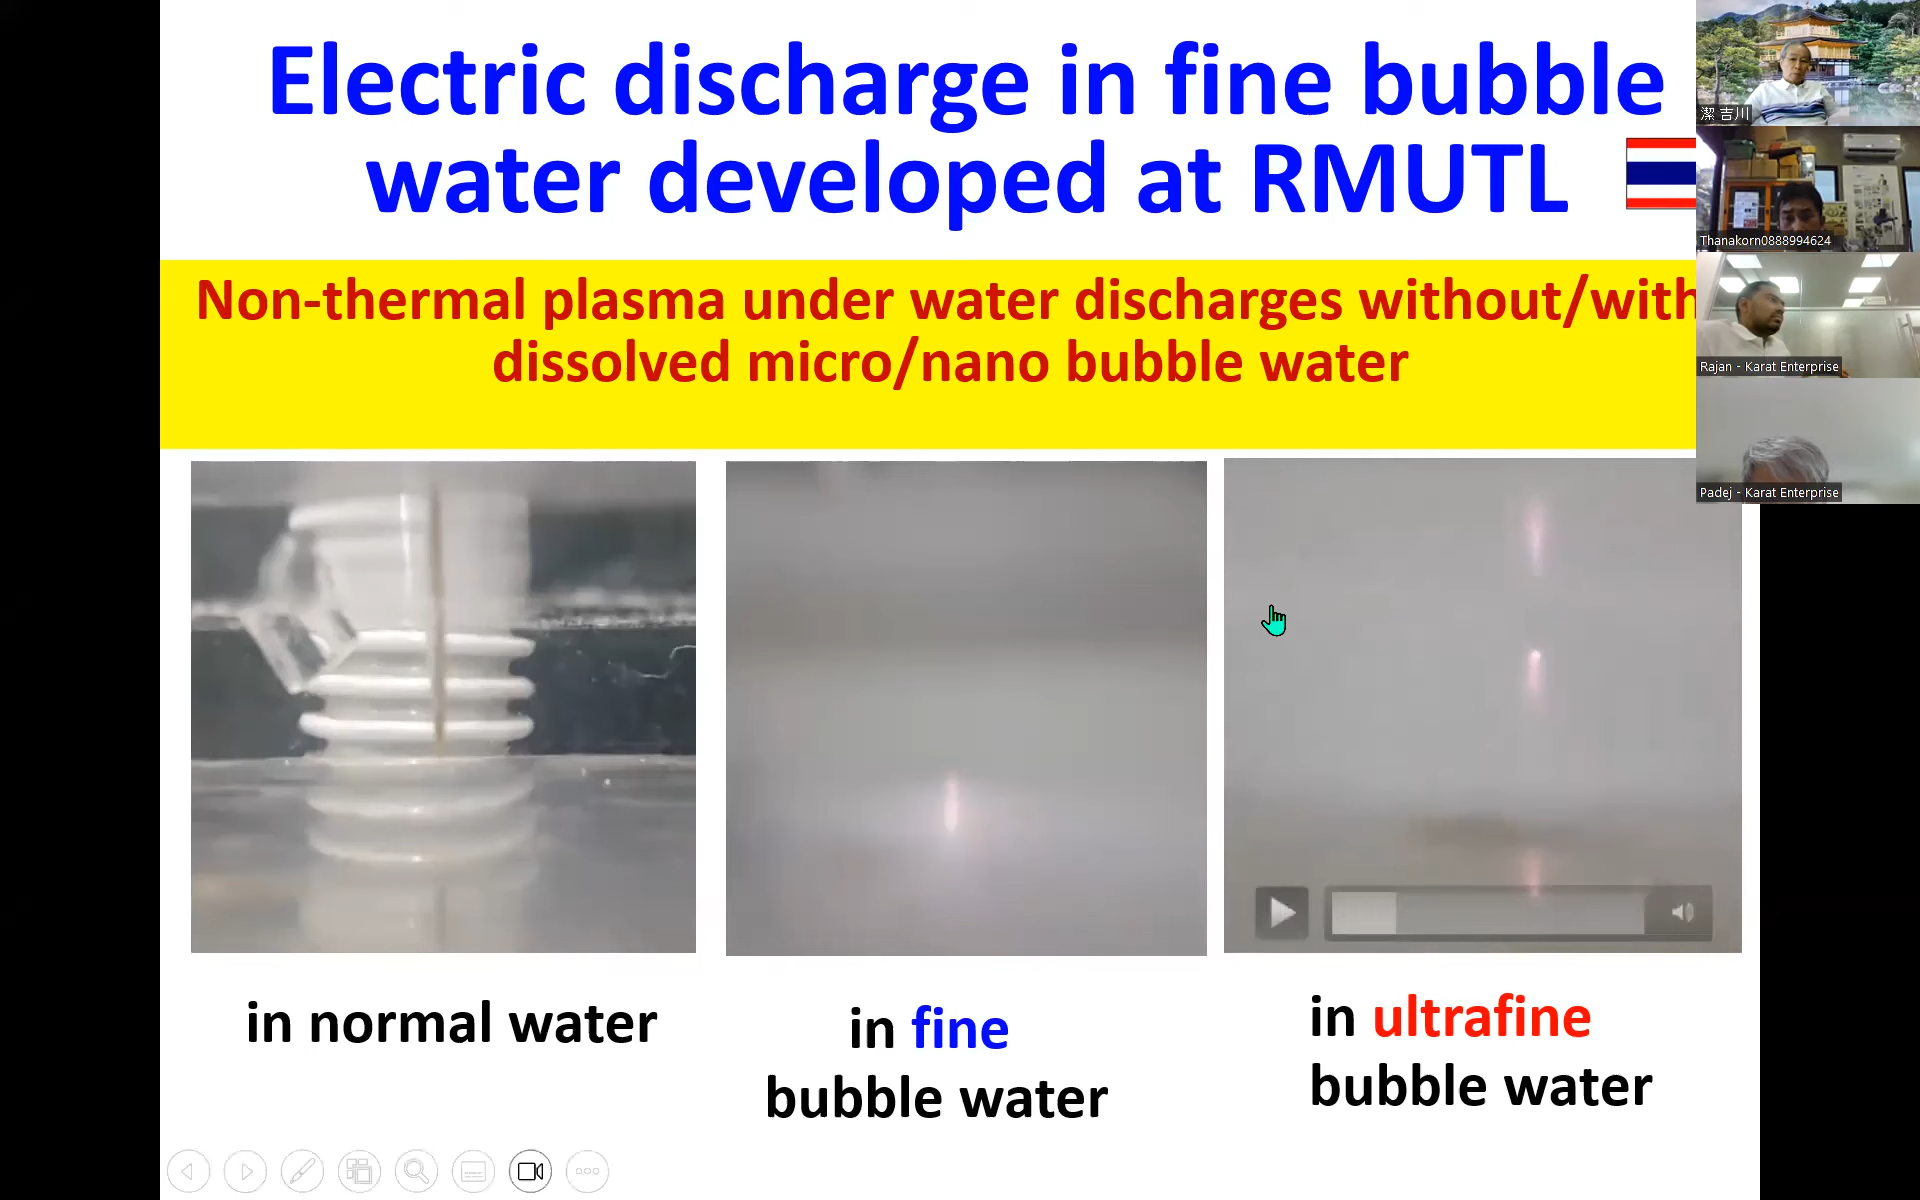 Electric discharge in fine bubble
water developed at RMUTL
Non-thermal plasma under water discharges without/with
dissolved micro/nano bubble water
in normal water
in fine
bubble water
in ultrafine
bubble water
潔 吉川
Thanakorn0888994624
Rajan - Karat Enterprise
Padej - Karat Enterprise